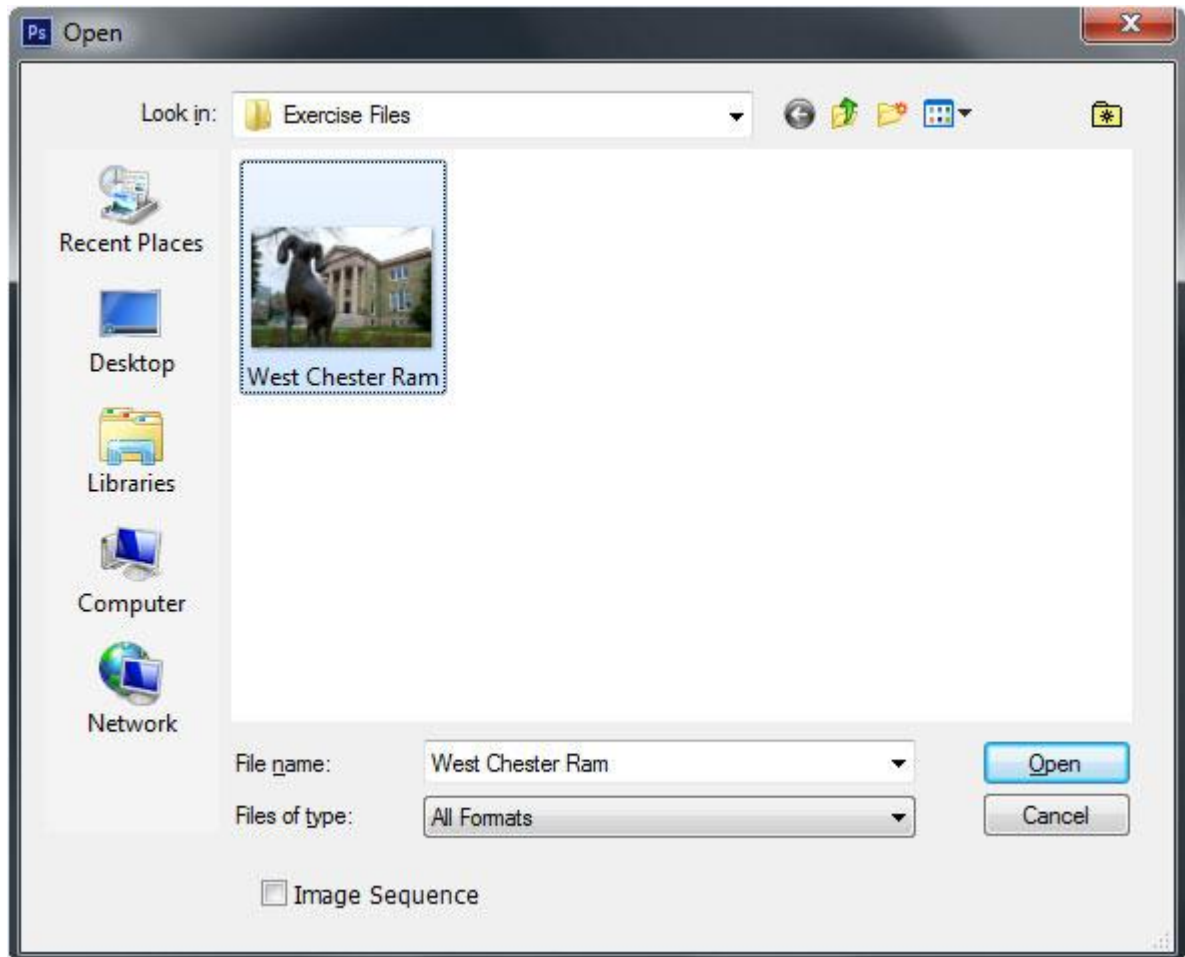 Ps Open
Look in: Exercise Files
Recent Places
Desktop
Libraries
Computer
Network
West Chester Ram
File name: West Chester Ram Open
Files of type: All Formats Cancel
Image Sequence